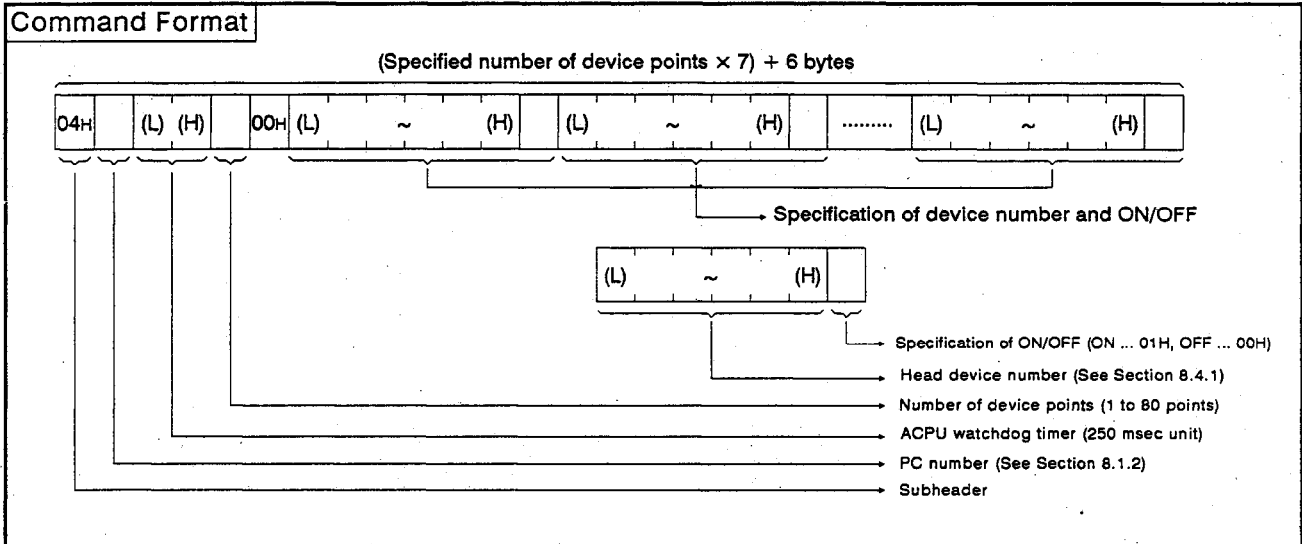 Command Format
(Specified number of device points × 7) + 6 bytes
04H (L) (H) 00H (L) ~ (H) (L) ~ (H) ......... (L) ~ (H)
Specification of device number and ON/OFF
(L) ~ (H)
Specification of ON/OFF (ON ... 01H, OFF ... 00H)
Head device number (See Section 8.4.1)
Number of device points (1 to 80 points)
ACPU watchdog timer (250 msec unit)
PC number (See Section 8.1.2)
Subheader